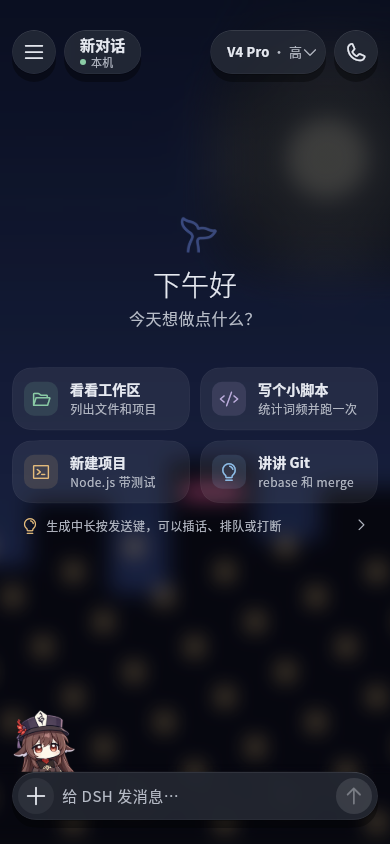 新对话
本机
V4 Pro · 高
下午好
今天想做点什么？
看看工作区
列出文件和项目
写个小脚本
统计词频并跑一次
新建项目
Node.js 带测试
讲讲 Git
rebase 和 merge
生成中长按发送键，可以插话、排队或打断
给 DSH 发消息…